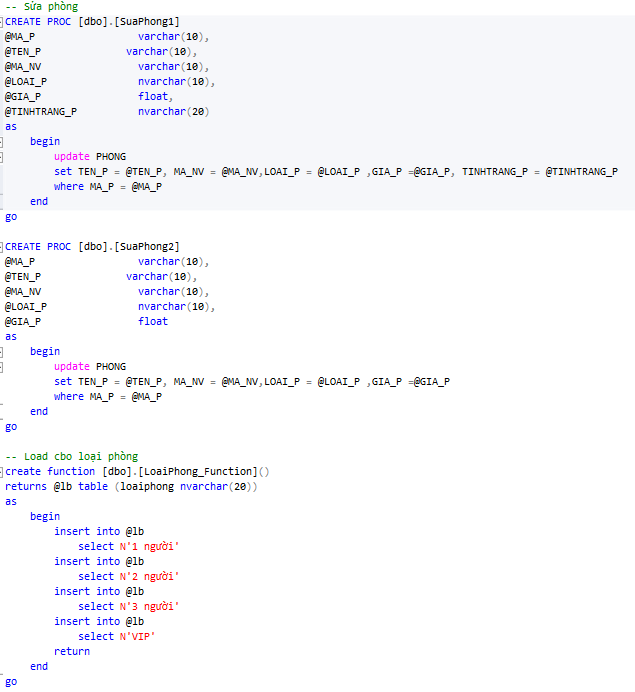 -- Sửa phòng
CREATE PROC [dbo].[SuaPhong1]
@MA_P varchar(10),
@TEN_P varchar(10),
@MA_NV varchar(10),
@LOAI_P nvarchar(10),
@GIA_P float,
@TINHTRANG_P nvarchar(20)
as
begin
update PHONG
set TEN_P = @TEN_P, MA_NV = @MA_NV,LOAI_P = @LOAI_P ,GIA_P =@GIA_P, TINHTRANG_P = @TINHTRANG_P
where MA_P = @MA_P
end
go
CREATE PROC [dbo].[SuaPhong2]
@MA_P varchar(10),
@TEN_P varchar(10),
@MA_NV varchar(10),
@LOAI_P nvarchar(10),
@GIA_P float
as
begin
update PHONG
set TEN_P = @TEN_P, MA_NV = @MA_NV,LOAI_P = @LOAI_P ,GIA_P =@GIA_P
where MA_P = @MA_P
end
go
-- Load cbo loại phòng
create function [dbo].[LoaiPhong_Function]()
returns @lb table (loaiphong nvarchar(20))
as
begin
insert into @lb
select N'1 người'
insert into @lb
select N'2 người'
insert into @lb
select N'3 người'
insert into @lb
select N'VIP'
return
end
go